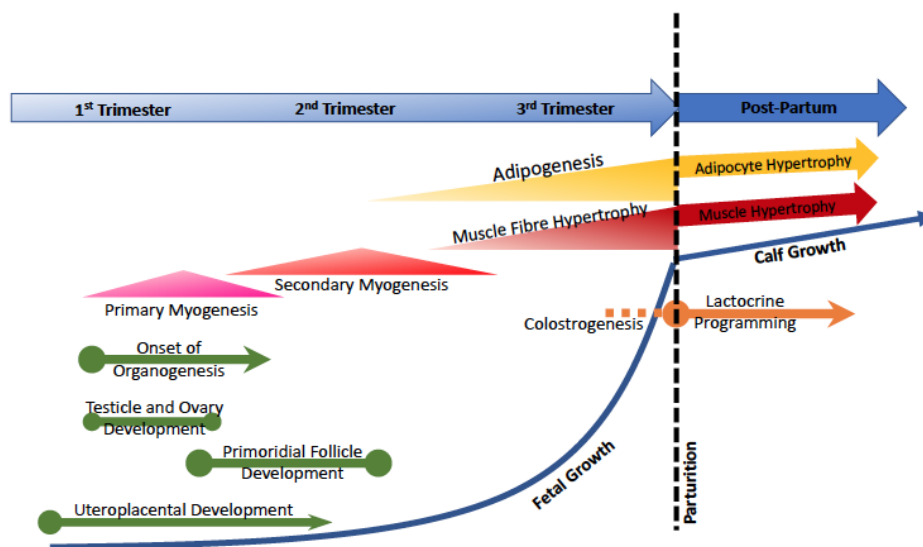 1st Trimester
2nd Trimester
3rd Trimester
Post-Partum
Adipogenesis
Adipocyte Hypertrophy
Muscle Fibre Hypertrophy
Muscle Hypertrophy
Calf Growth
Secondary Myogenesis
Primary Myogenesis
Colostrogenesis
Lactocrine
Programming
Onset of
Organogenesis
Testicle and Ovary
Development
Primoridial Follicle
Development
Fetal Growth
Parturition
Uteroplacental Development